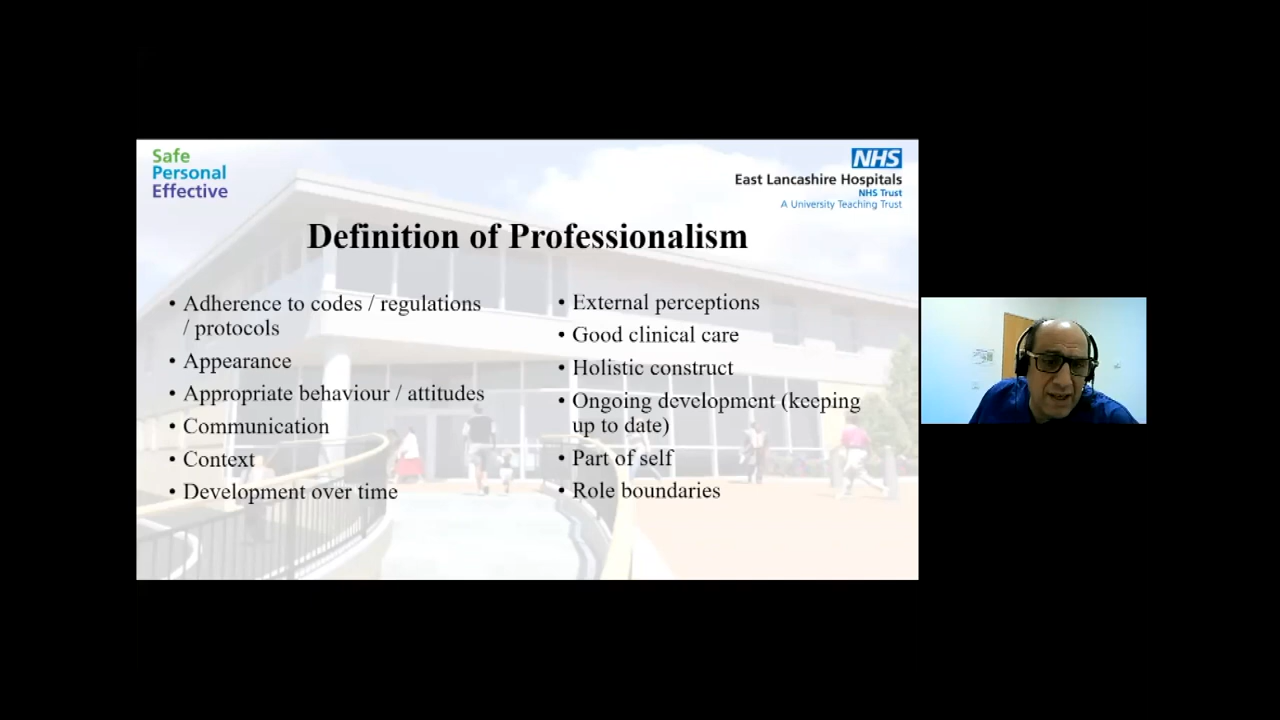 Safe
Personal
Effective
NHS
East Lancashire Hospitals
NHS Trust
A University Teaching Trust
Definition of Professionalism
• Adherence to codes / regulations
/ protocols
• Appearance
• Appropriate behaviour / attitudes
• Communication
• Context
• Development over time
• External perceptions
• Good clinical care
• Holistic construct
• Ongoing development (keeping
up to date)
• Part of self
• Role boundaries